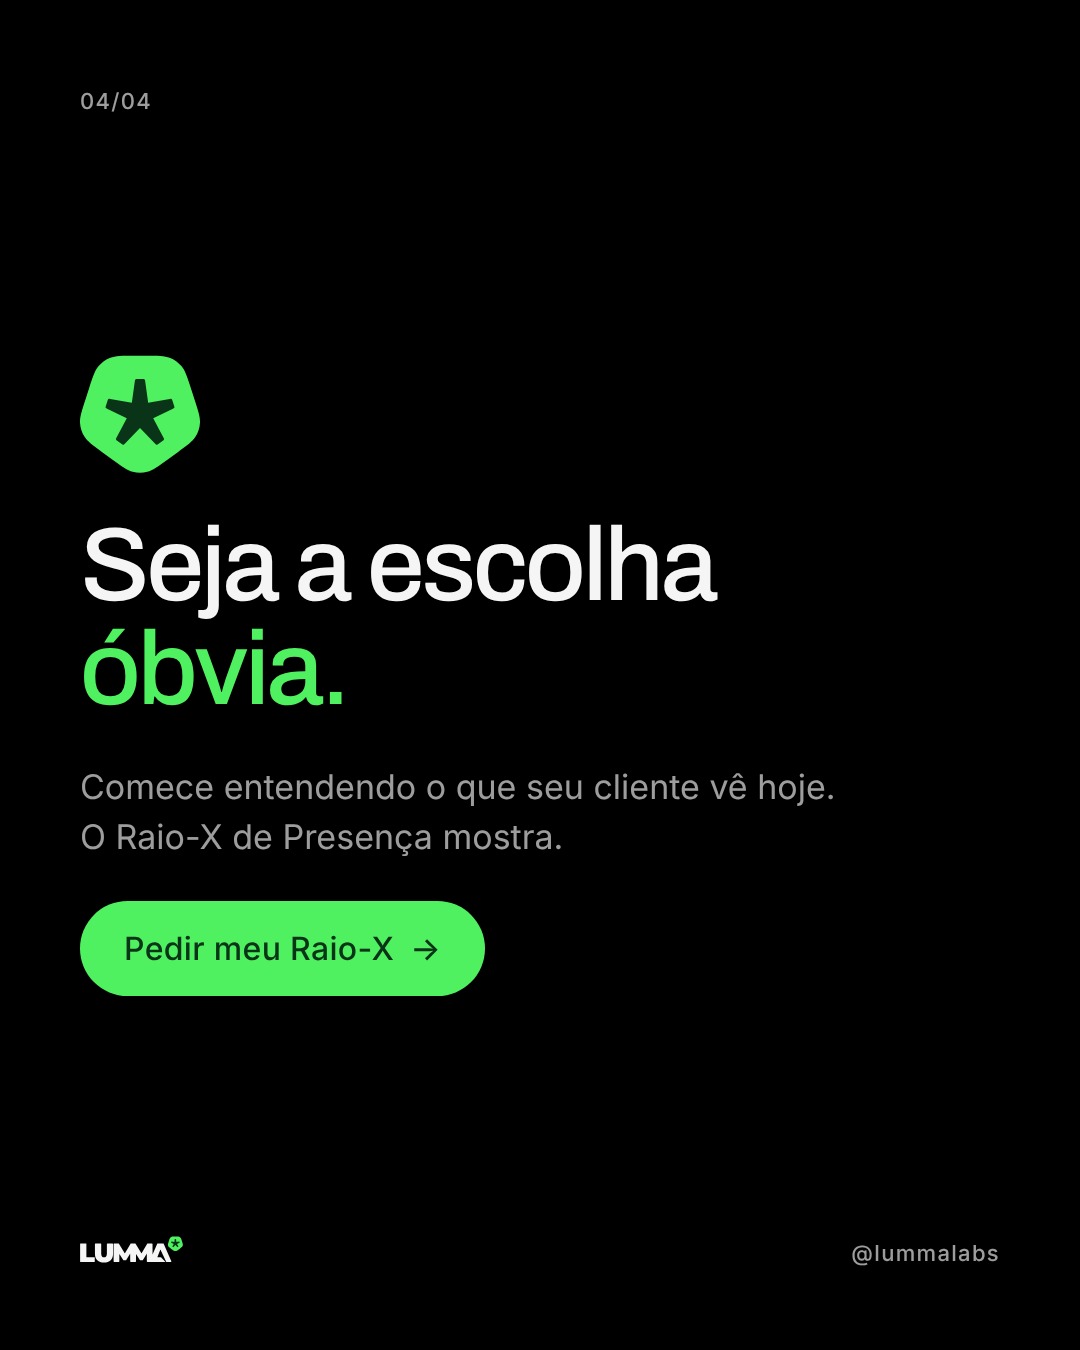 04/04
Seja a escolha
óbvia.
Comece entendendo o que seu cliente vê hoje.
O Raio-X de Presença mostra.
Pedir meu Raio-X →
LUMMA
@lummalabs